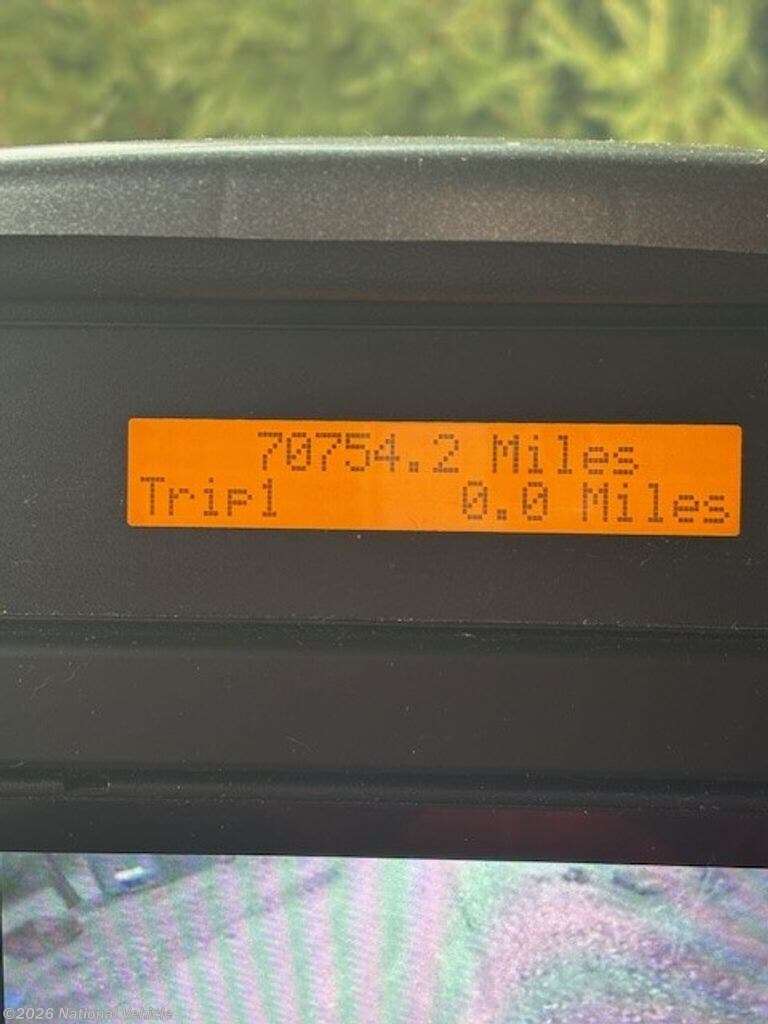 70754.2 Miles
Trip1 0.0 Miles
©2026 National Vehicle